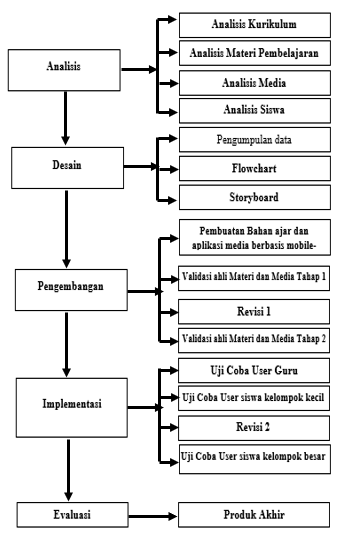 Analisis
Analisis Kurikulum
Analisis Materi Pembelajaran
Analisis Media
Analisis Siswa
Desain
Pengumpulan data
Flowchart
Storyboard
Pengembangan
Pembuatan Bahan ajar dan
aplikasi media berbasis mobile-
Validasi ahli Materi dan Media Tahap 1
Revisi 1
Validasi ahli Materi dan Media Tahap 2
Implementasi
Uji Coba User Guru
Uji Coba User siswa kelompok kecil
Revisi 2
Uji Coba User siswa kelompok besar
Evaluasi
Produk Akhir